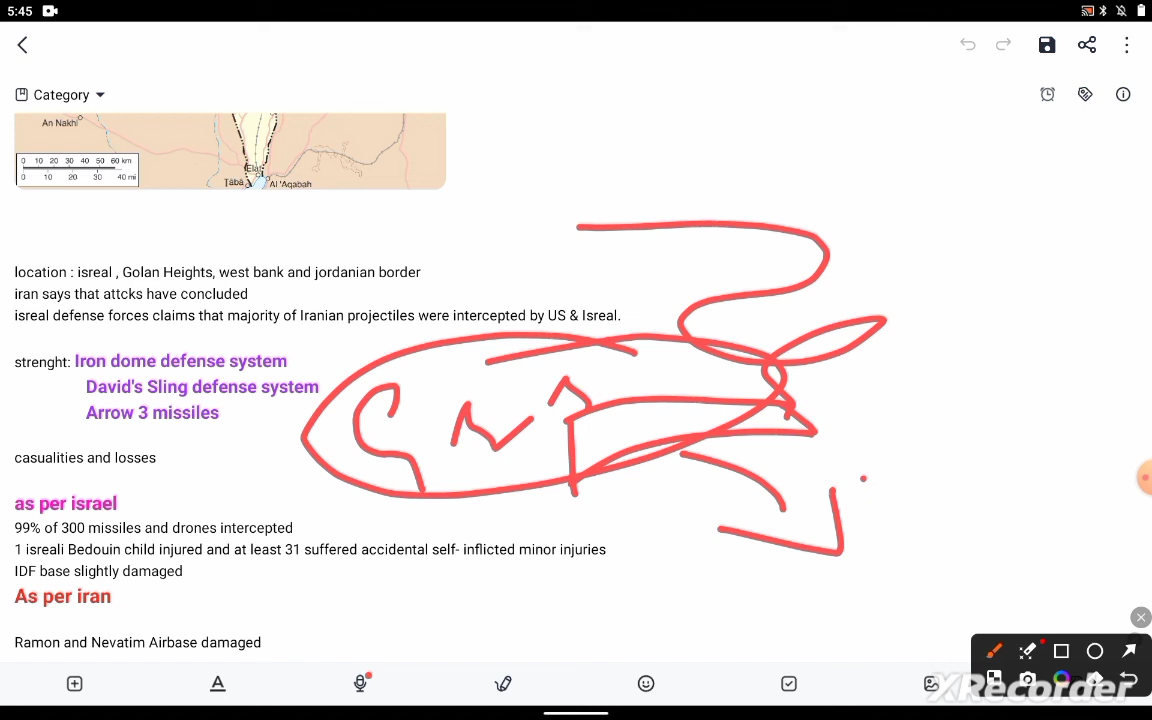 5:45
Category
An Nakhl
0 10 20 30 40 50 60 km
0 10 20 30 40 mi
Elat
Tābā
Al 'Aqabah
location : isreal , Golan Heights, west bank and jordanian border
iran says that attcks have concluded
isreal defense forces claims that majority of Iranian projectiles were intercepted by US & Isreal.
strenght: Iron dome defense system
David's Sling defense system
Arrow 3 missiles
casualities and losses
as per israel
99% of 300 missiles and drones intercepted
1 isreali Bedouin child injured and at least 31 suffered accidental self- inflicted minor injuries
IDF base slightly damaged
As per iran
Ramon and Nevatim Airbase damaged
XRecorder